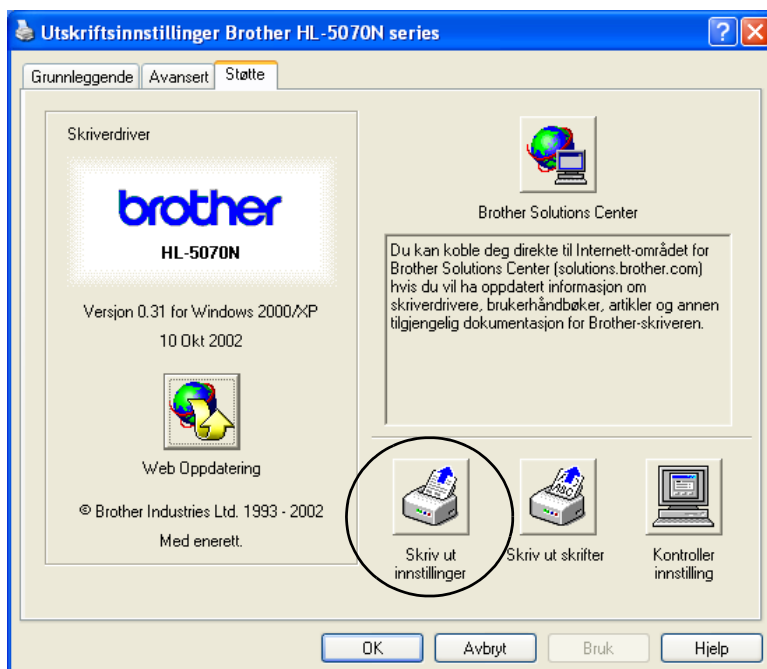 Utskriftsinnstillinger Brother HL-5070N series
Grunnleggende
Avansert
Støtte
Skriverdriver
brother
HL-5070N
Versjon 0.31 for Windows 2000/XP
10 Okt 2002
Web Oppdatering
© Brother Industries Ltd. 1993 - 2002
Med enerett.
Brother Solutions Center
Du kan koble deg direkte til Internett-området for
Brother Solutions Center (solutions.brother.com)
hvis du vil ha oppdatert informasjon om
skriverdrivere, brukerhåndbøker, artikler og annen
tilgjengelig dokumentasjon for Brother-skriveren.
Skriv ut
innstillinger
Skriv ut skrifter
Kontroller
innstilling
OK
Avbryt
Bruk
Hjelp